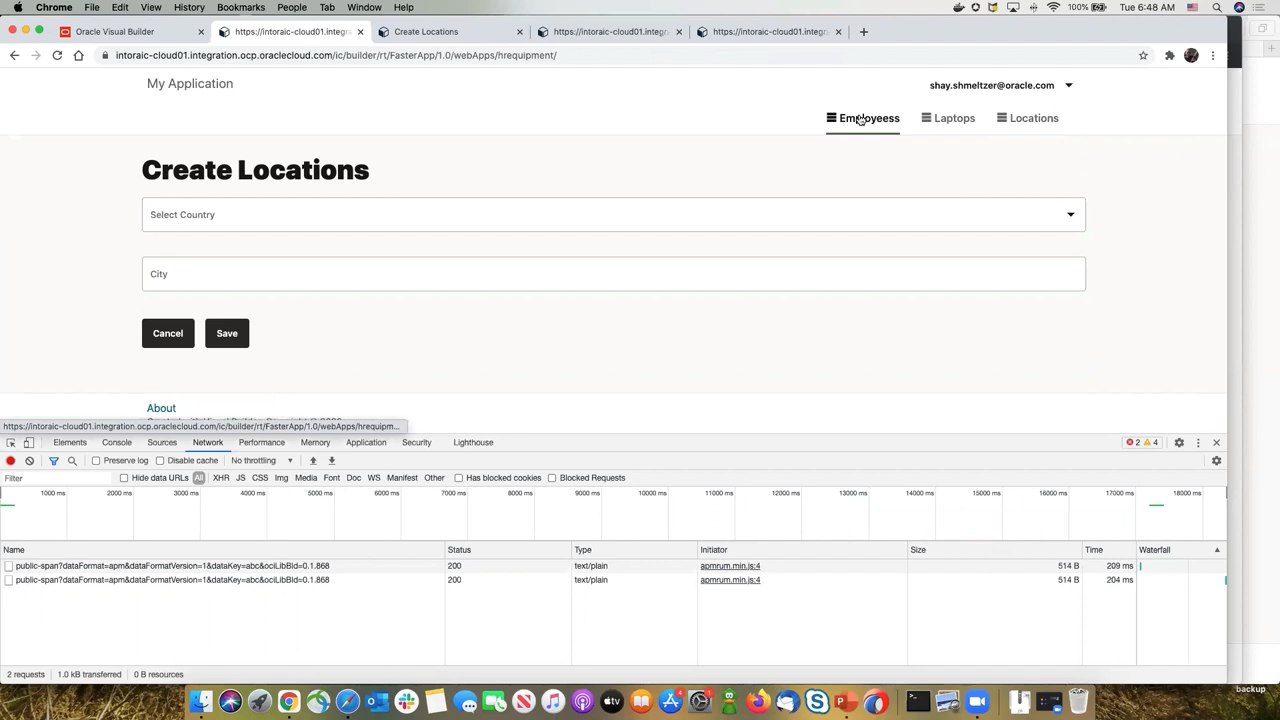 Chrome File Edit View History Bookmarks People Tab Window Help 100% Tue 6:48 AM
Oracle Visual Builder × https://intoraic-cloud01.integra × Create Locations × https://intoraic-cloud01.integra × https://intoraic-cloud01.integra × +
intoraic-cloud01.integration.ocp.oraclecloud.com/ic/builder/rt/FasterApp/1.0/webApps/hrequipment/
My Application
shay.shmeltzer@oracle.com
Employeess Laptops Locations
Create Locations
Select Country
City
Cancel Save
About
https://intoraic-cloud01.integration.ocp.oraclecloud.com/ic/builder/rt/FasterApp/1.0/webApps/hrequipm...
Elements Console Sources Network Performance Memory Application Security Lighthouse 2 4
Preserve log Disable cache No throttling
Filter Hide data URLs All XHR JS CSS Img Media Font Doc WS Manifest Other Has blocked cookies Blocked Requests
1000 ms 2000 ms 3000 ms 4000 ms 5000 ms 6000 ms 7000 ms 8000 ms 9000 ms 10000 ms 11000 ms 12000 ms 13000 ms 14000 ms 15000 ms 16000 ms 17000 ms 18000 ms
Name Status Type Initiator Size Time Waterfall
public-span?dataFormat=apm&dataFormatVersion=1&dataKey=abc&ociLibBId=0.1.868 200 text/plain apmrum.min.js:4 514 B 209 ms
public-span?dataFormat=apm&dataFormatVersion=1&dataKey=abc&ociLibBId=0.1.868 200 text/plain apmrum.min.js:4 514 B 204 ms
2 requests 1.0 kB transferred 0 B resources
backup